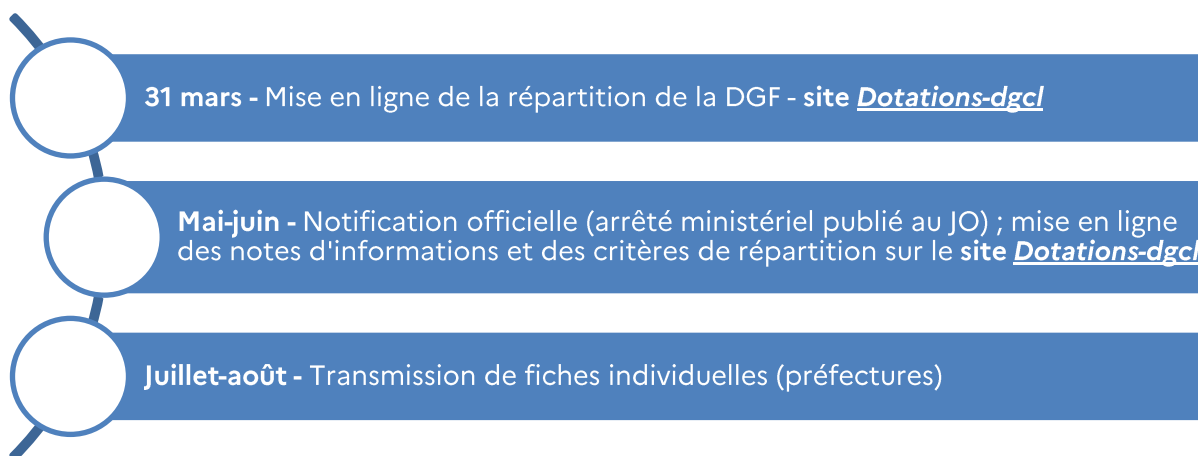 31 mars - Mise en ligne de la répartition de la DGF - site Dotations-dgcl
Mai-juin - Notification officielle (arrêté ministériel publié au JO) ; mise en ligne
des notes d'informations et des critères de répartition sur le site Dotations-dgcl
Juillet-août - Transmission de fiches individuelles (préfectures)